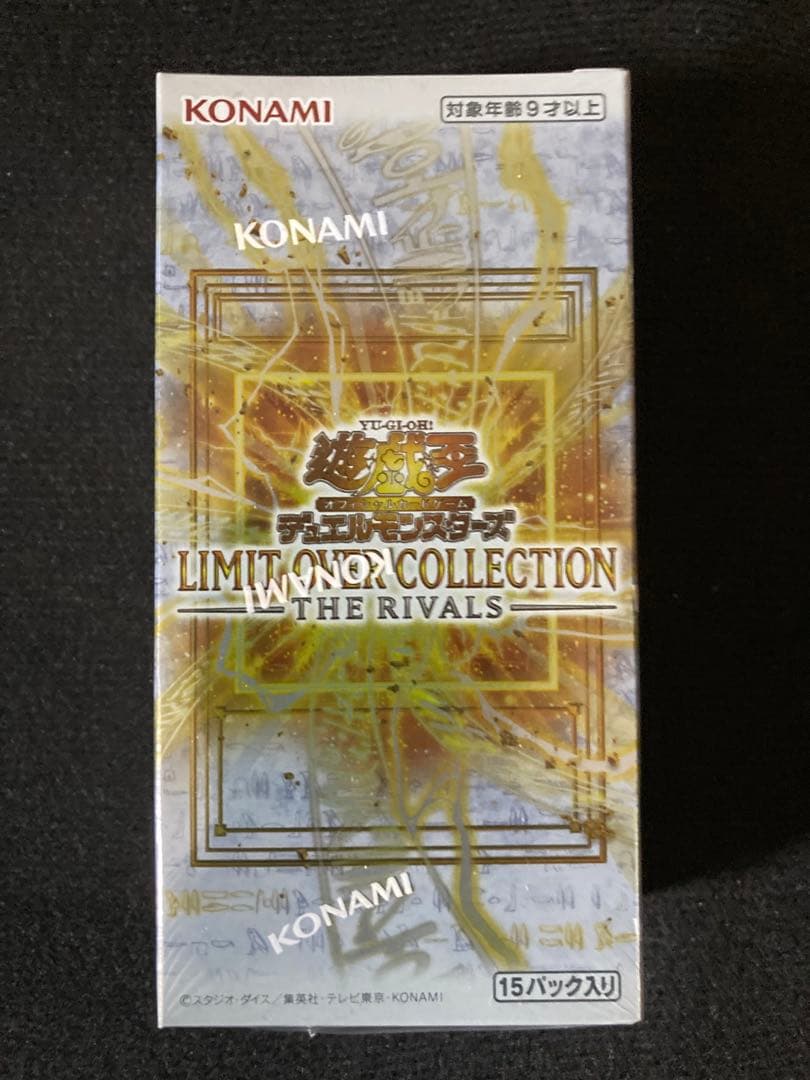 KONAMI
対象年齢9才以上
KONAMI
YU-GI-OH!
遊戯王
オフィシャルカードゲーム
デュエルモンスターズ
LIMIT OVER COLLECTION
KONAMI
THE RIVALS
KONAMI
15パック入り
©スタジオ・ダイス/集英社・テレビ東京・KONAMI